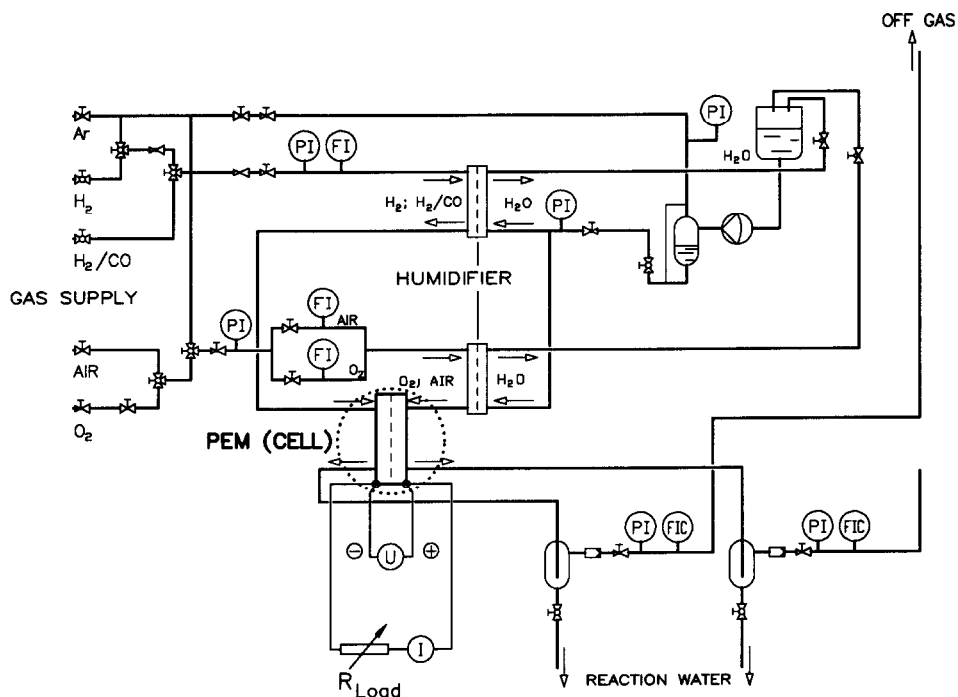 OFF GAS
Ar
PI
H₂O
PI
FI
H₂
H₂; H₂/CO
H₂O
PI
H₂/CO
HUMIDIFIER
GAS SUPPLY
FI
AIR
PI
FI
O₂
AIR
O₂, AIR
H₂O
O₂
PEM (CELL)
PI
FIC
PI
FIC
⊖
U
⊕
I
R Load
REACTION WATER